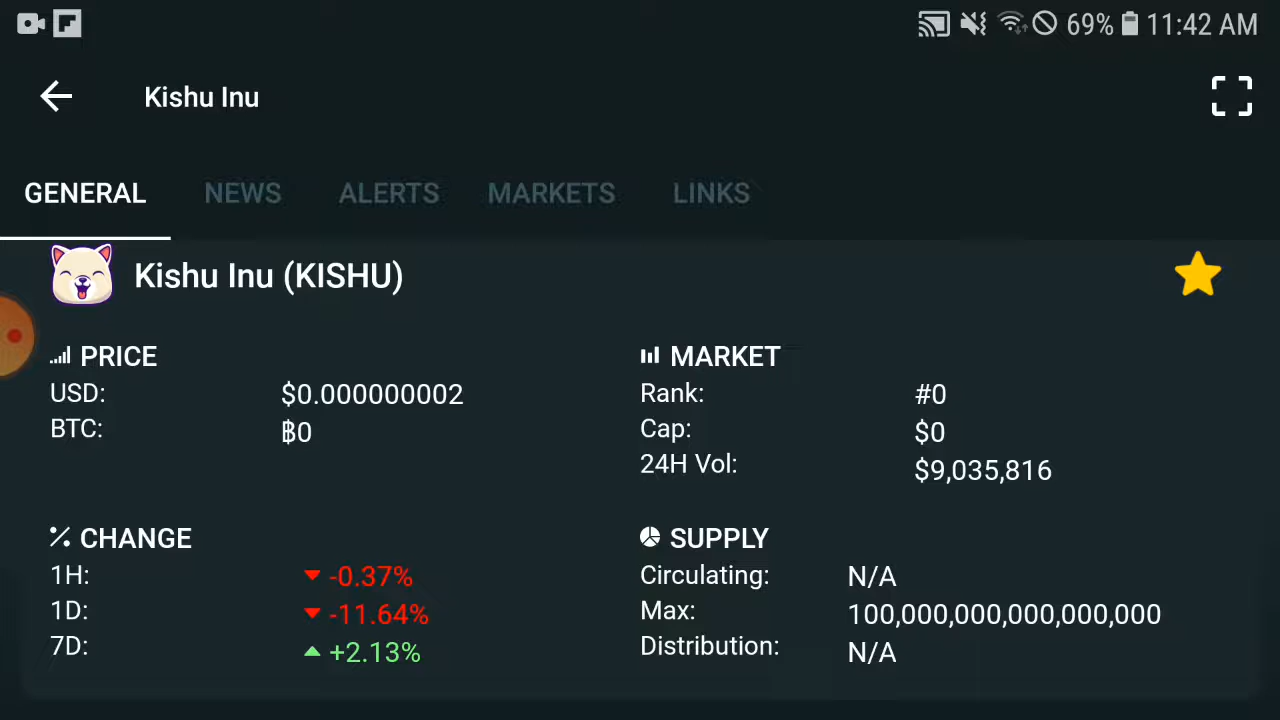 69% 11:42 AM
Kishu Inu
GENERAL NEWS ALERTS MARKETS LINKS
Kishu Inu (KISHU)
PRICE
USD: $0.000000002
BTC: ฿0
MARKET
Rank: #0
Cap: $0
24H Vol: $9,035,816
CHANGE
1H: -0.37%
1D: -11.64%
7D: +2.13%
SUPPLY
Circulating: N/A
Max: 100,000,000,000,000,000
Distribution: N/A